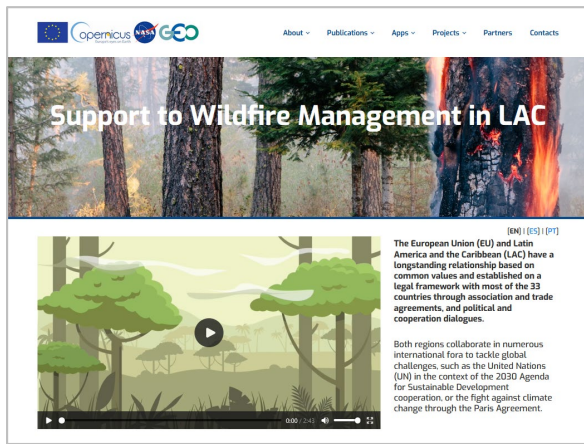 Copernicus
NASA
GEO
About Publications Apps Projects Partners Contacts
Support to Wildfire Management in LAC
[EN] | [ES] | [PT]
The European Union (EU) and Latin
America and the Caribbean (LAC) have a
longstanding relationship based on
common values and established on a
legal framework with most of the 33
countries through association and trade
agreements, and political and
cooperation dialogues.
Both regions collaborate in numerous
international fora to tackle global
challenges, such as the United Nations
(UN) in the context of the 2030 Agenda
for Sustainable Development
cooperation, or the fight against climate
change through the Paris Agreement.
0:00 / 2:43